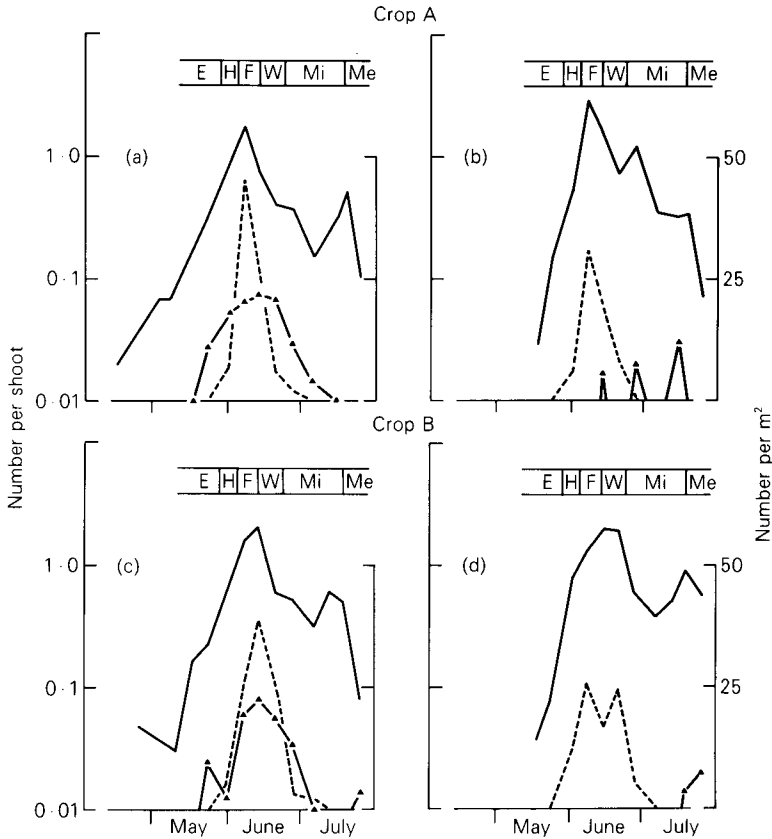 Crop A
E H F W Mi Me
E H F W Mi Me
(a)
(b)
1·0
0·1
0·01
50
25
0
Crop B
E H F W Mi Me
E H F W Mi Me
(c)
(d)
1·0
0·1
0·01
50
25
0
May June July
May June July
Number per shoot
Number per m²